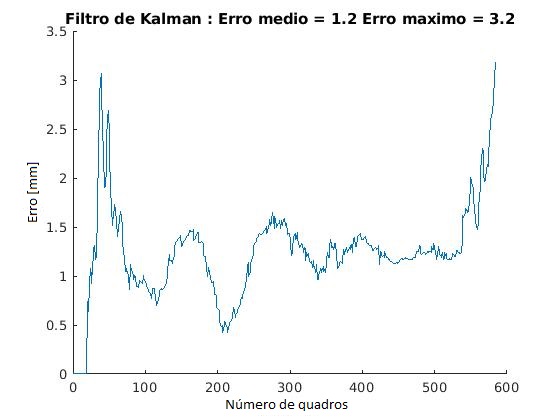 Filtro de Kalman : Erro medio = 1.2 Erro maximo = 3.2
3.5
3
2.5
2
1.5
1
0.5
0
Erro [mm]
0 100 200 300 400 500 600
Número de quadros